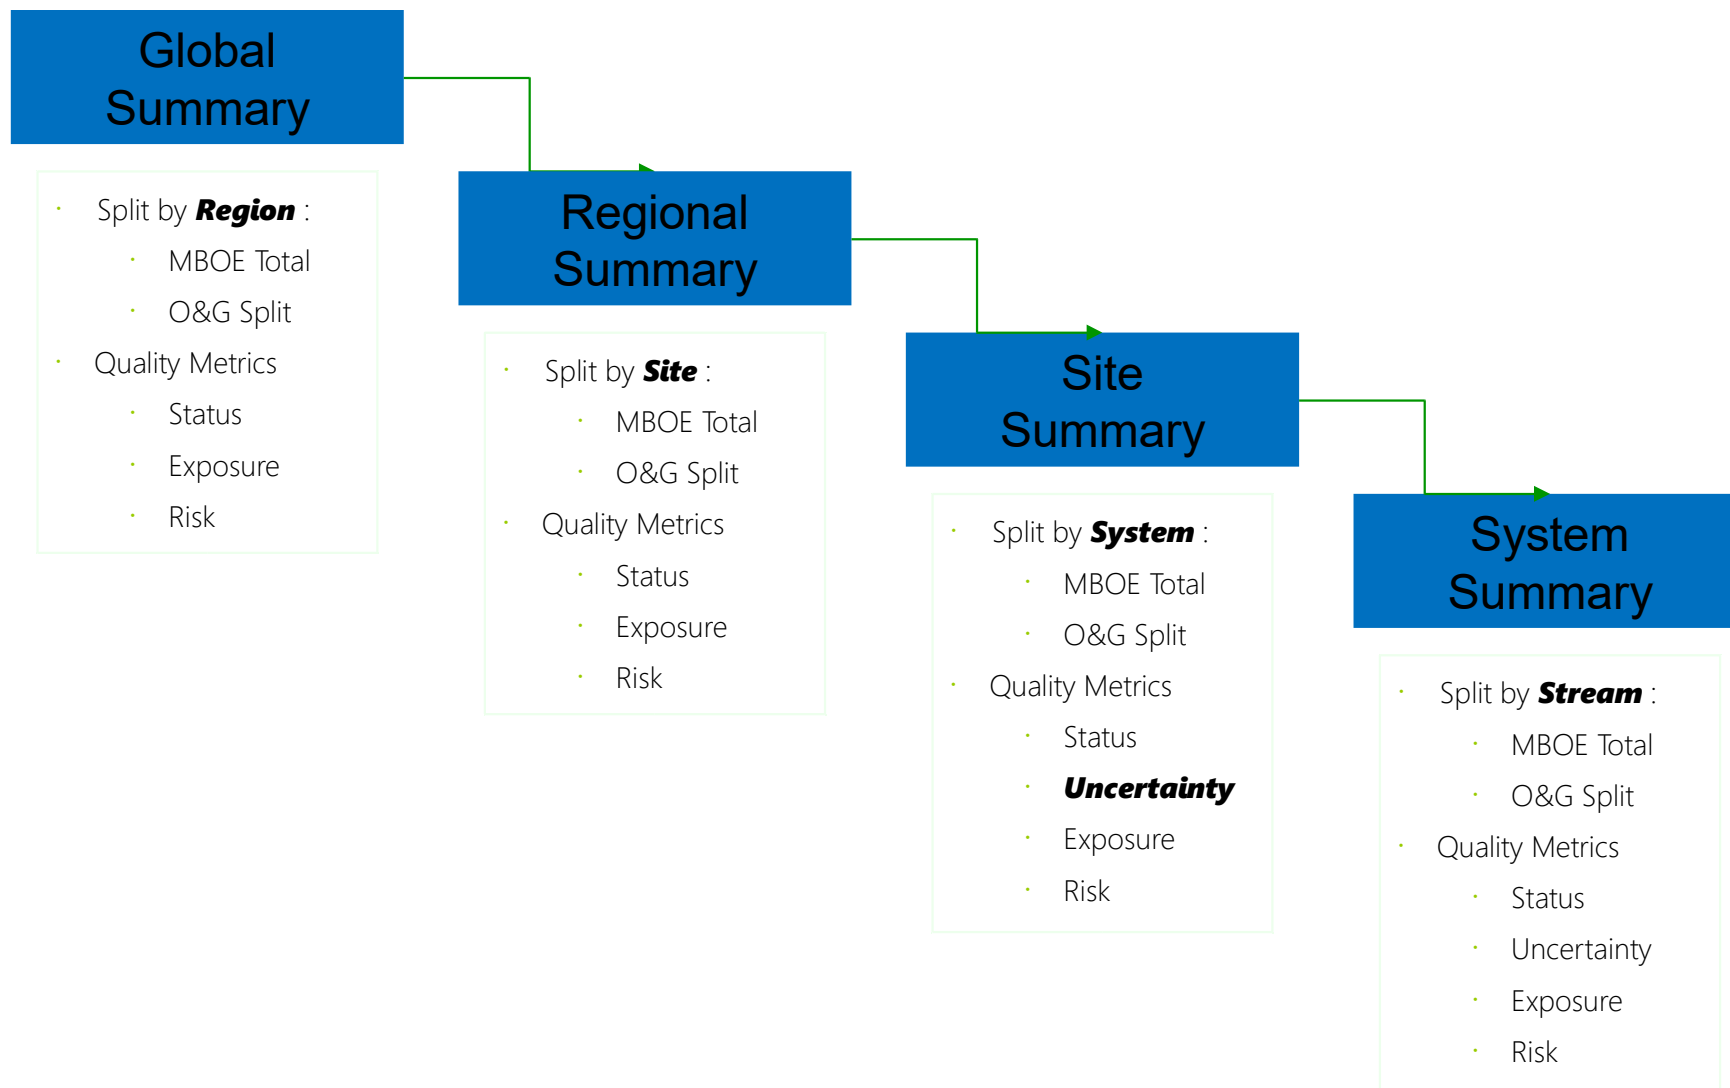 Global
Summary
Split by Region :
MBOE Total
O&G Split
Quality Metrics
Status
Exposure
Risk
Regional
Summary
Split by Site :
MBOE Total
O&G Split
Quality Metrics
Status
Exposure
Risk
Site
Summary
Split by System :
MBOE Total
O&G Split
Quality Metrics
Status
Uncertainty
Exposure
Risk
System
Summary
Split by Stream :
MBOE Total
O&G Split
Quality Metrics
Status
Uncertainty
Exposure
Risk